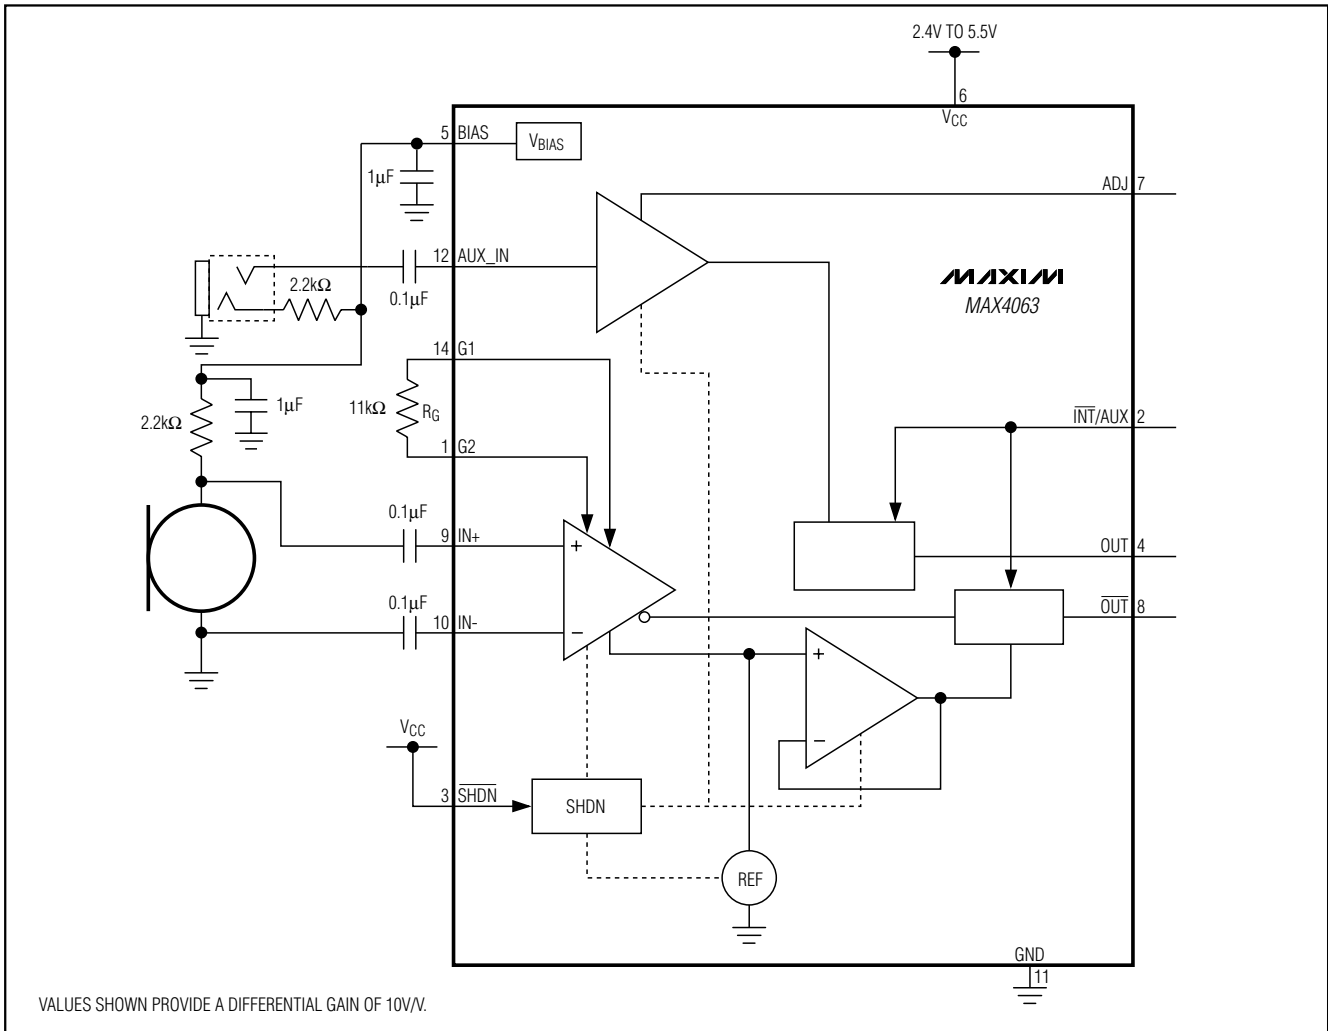 2.4V TO 5.5V
6
VCC
5 BIAS
VBIAS
1µF
ADJ 7
12 AUX_IN
0.1µF
2.2kΩ
MAXIM
MAX4063
14 G1
11kΩ
RG
1 G2
1µF
2.2kΩ
INT/AUX 2
0.1µF
9 IN+
+
OUT 4
0.1µF
10 IN-
−
OUT 8
+
−
VCC
3 SHDN
SHDN
REF
GND
11
VALUES SHOWN PROVIDE A DIFFERENTIAL GAIN OF 10V/V.